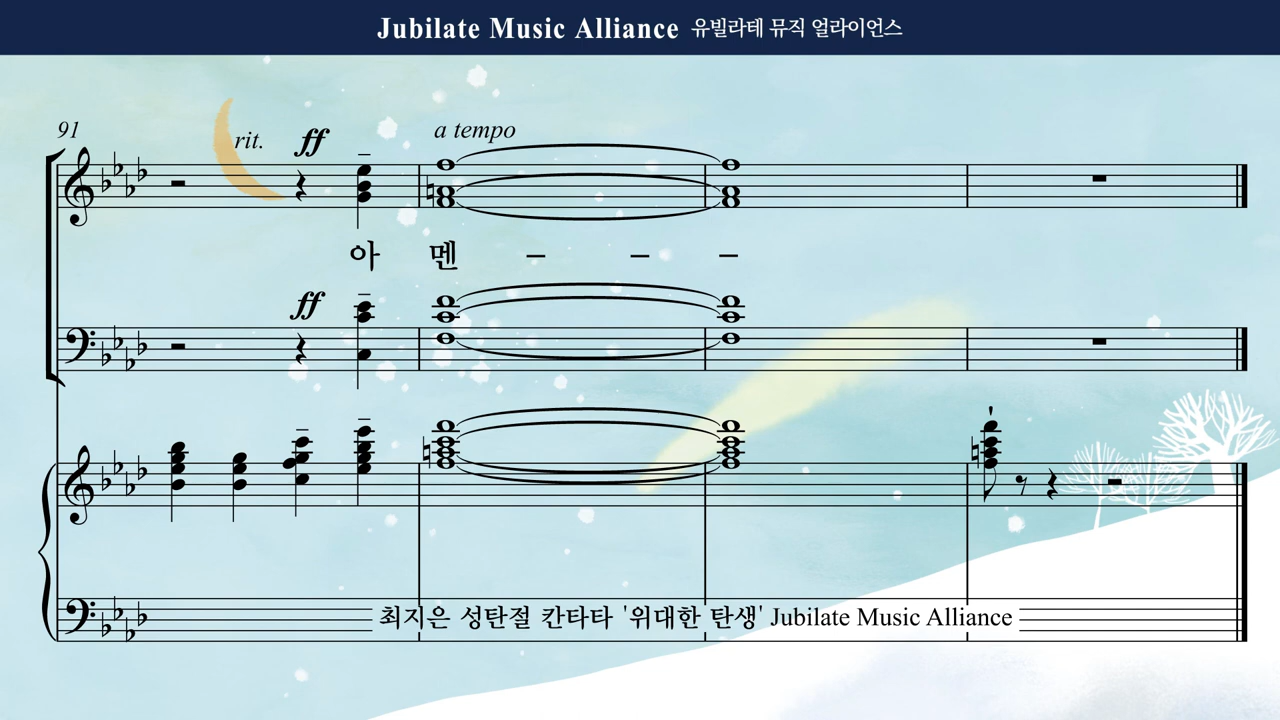 Jubilate Music Alliance 유빌라테 뮤직 얼라이언스
91
rit.
ff
a tempo
아 멘 - - -
ff
최지은 성탄절 칸타타 '위대한 탄생' Jubilate Music Alliance